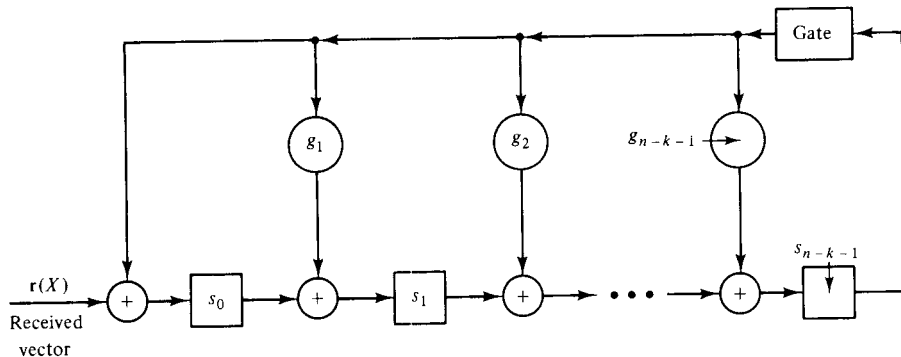 Gate
g₁
g₂
gₙ₋ₖ₋₁
sₙ₋ₖ₋₁
r(X)
+
s₀
+
s₁
+
•••
+
Received
vector